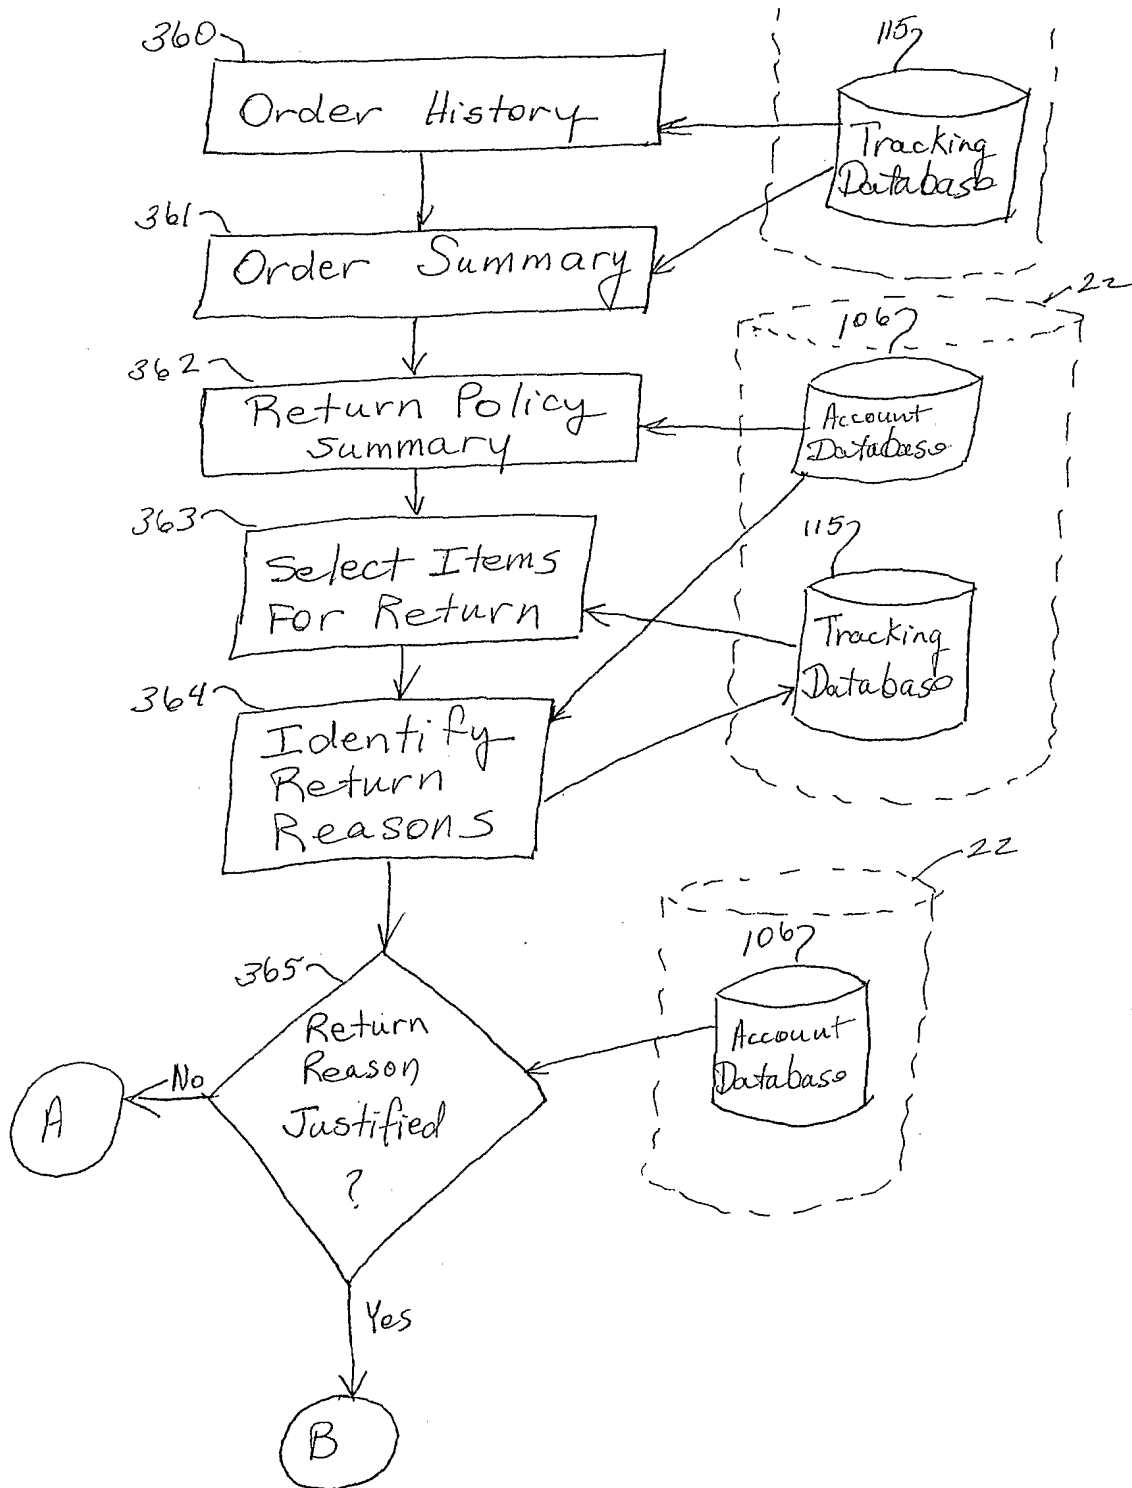 360
115
Order History
Tracking
Database
361
Order Summary
22
106
362
Return Policy
Summary
Account
Database
363
115
Select Items
For Return
Tracking
Database
364
Identify
Return
Reasons
22
106
365
Return
Reason
Justified
?
Account
Database
No
A
Yes
B